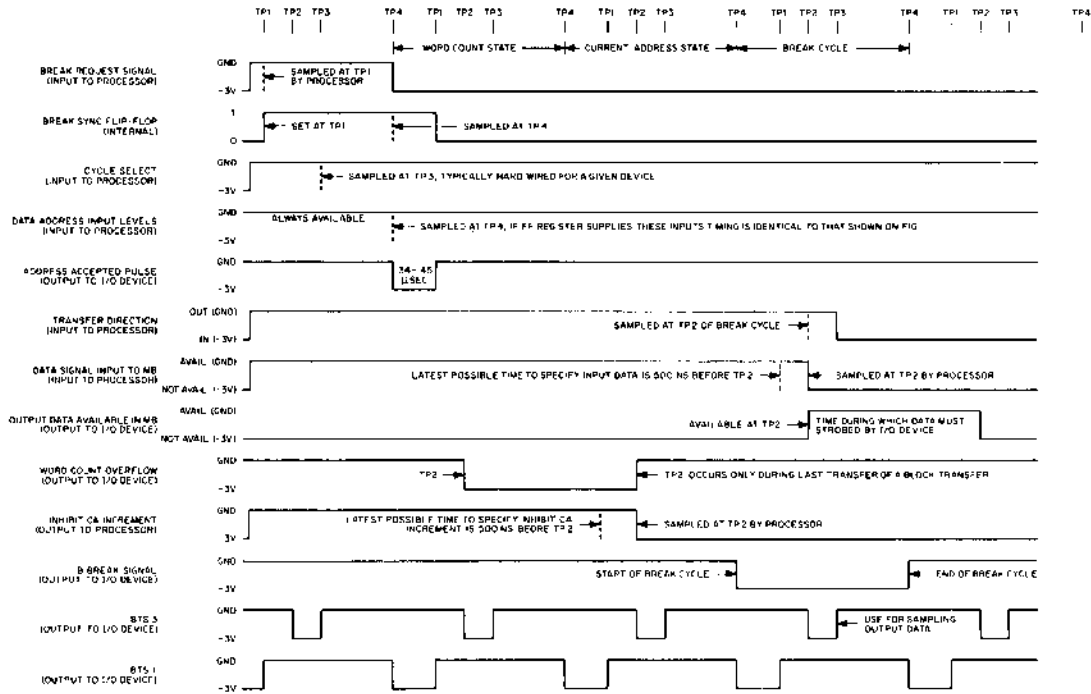 TP1 TP2 TP3 TP4 TP1 TP2 TP3 TP4 TP1 TP2 TP3 TP4 TP1 TP2 TP3 TP4 TP1 TP2 TP3 TP4
WORD COUNT STATE CURRENT ADDRESS STATE BREAK CYCLE
BREAK REQUEST SIGNAL
(INPUT TO PROCESSOR)
GND
-3V
SAMPLED AT TP1
BY PROCESSOR
BREAK SYNC FLIP-FLOP
(INTERNAL)
1
0
SET AT TP1
SAMPLED AT TP4
CYCLE SELECT
(INPUT TO PROCESSOR)
GND
-3V
SAMPLED AT TP3, TYPICALLY HARD WIRED FOR A GIVEN DEVICE
DATA ADDRESS INPUT LEVELS
(INPUT TO PROCESSOR)
GND
-3V
ALWAYS AVAILABLE
SAMPLED AT TP4, IF FF REGISTER SUPPLIES THESE INPUTS TIMING IS IDENTICAL TO THAT SHOWN ON FIG
ADDRESS ACCEPTED PULSE
(OUTPUT TO I/O DEVICE)
GND
-3V
μSEC
TRANSFER DIRECTION
(INPUT TO PROCESSOR)
OUT (GND)
IN (-3V)
SAMPLED AT TP2 OF BREAK CYCLE
DATA SIGNAL INPUT TO MB
(INPUT TO PROCESSOR)
AVAIL (GND)
NOT AVAIL (-3V)
LATEST POSSIBLE TIME TO SPECIFY INPUT DATA IS 500 NS BEFORE TP2
SAMPLED AT TP2 BY PROCESSOR
OUTPUT DATA AVAILABLE IN MB
(OUTPUT TO I/O DEVICE)
AVAIL (GND)
NOT AVAIL (-3V)
AVAILABLE AT TP2
TIME DURING WHICH DATA MUST
STROBED BY I/O DEVICE
WORD COUNT OVERFLOW
(OUTPUT TO I/O DEVICE)
GND
-3V
TP2
TP2 OCCURS ONLY DURING LAST TRANSFER OF A BLOCK TRANSFER
INHIBIT CA INCREMENT
(OUTPUT TO PROCESSOR)
GND
3V
LATEST POSSIBLE TIME TO SPECIFY INHIBIT CA
INCREMENT IS 500 NS BEORE TP2
SAMPLED AT TP2 BY PROCESSOR
B BREAK SIGNAL
(OUTPUT TO I/O DEVICE)
GND
-3V
START OF BREAK CYCLE
END OF BREAK CYCLE
BTS 3
(OUTPUT TO I/O DEVICE)
GND
-3V
USE FOR SAMPLING
OUTPUT DATA
BTS 1
(OUTPUT TO I/O DEVICE)
GND
-3V